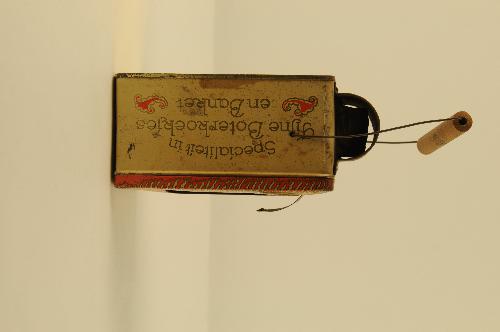 Specialiteit in
Fijne Boterkoekjes
en Banket